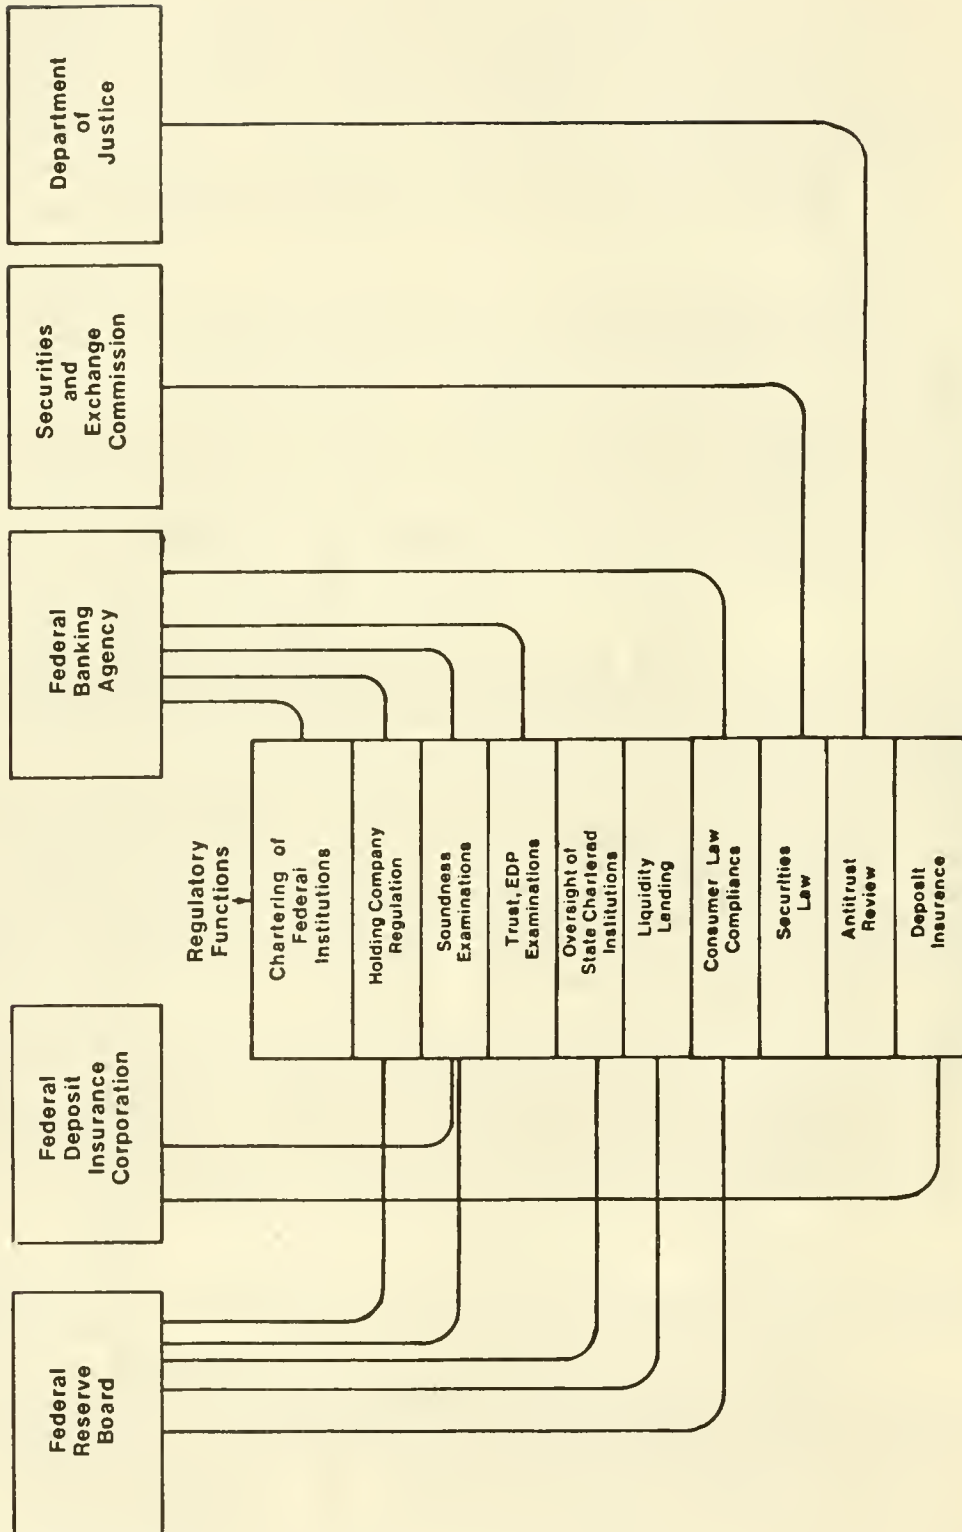 Federal
Reserve
Board
Federal
Deposit
Insurance
Corporation
Federal
Banking
Agency
Securities
and
Exchange
Commission
Department
of
Justice
Regulatory
Functions
Chartering of
Federal
Institutions
Holding Company
Regulation
Soundness
Examinations
Trust, EDP
Examinations
Oversight of
State Chartered
Institutions
Liquidity
Lending
Consumer Law
Compliance
Securities
Law
Antitrust
Review
Deposit
Insurance